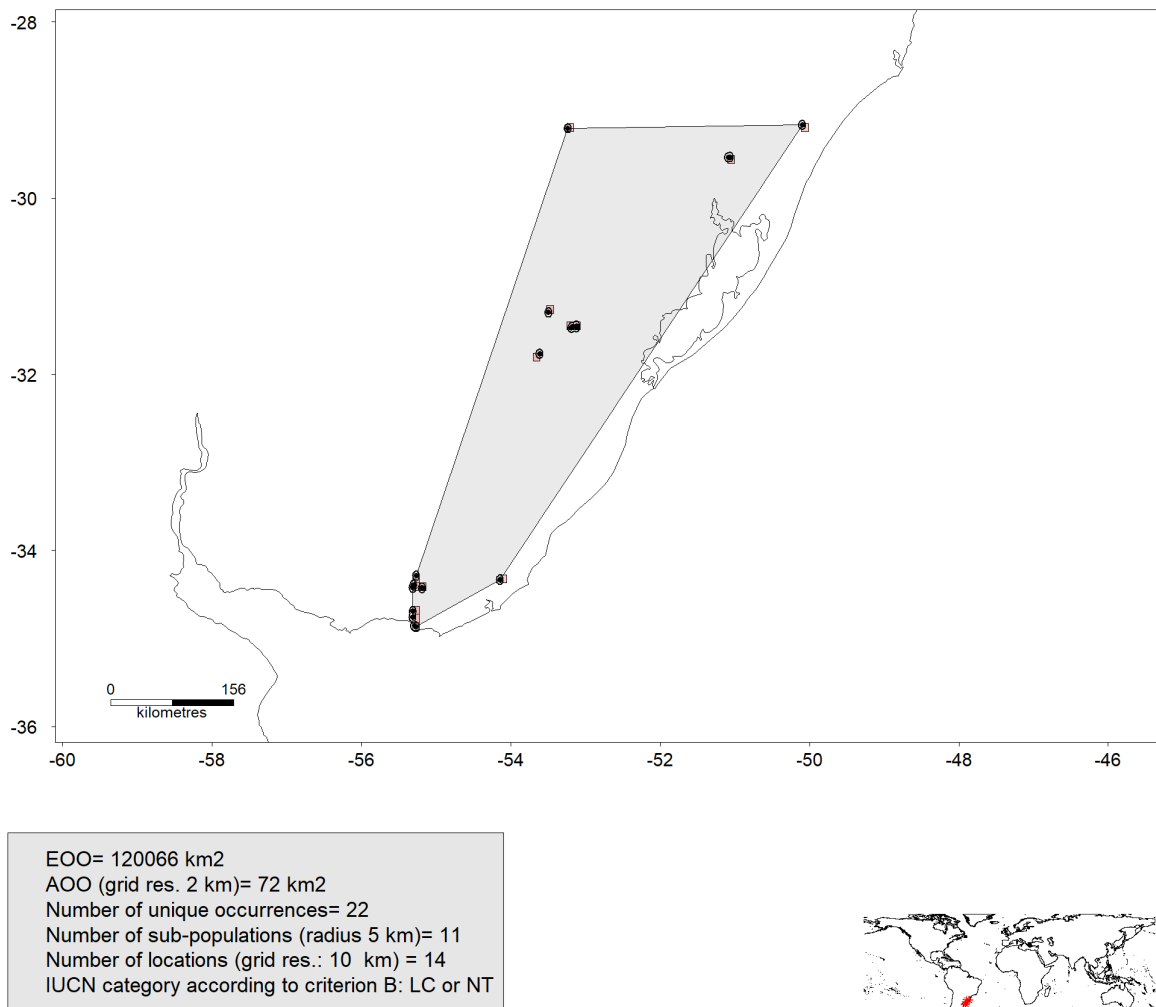 -28
-30
-32
-34
-36
0 156
kilometres
-60 -58 -56 -54 -52 -50 -48 -46
EOO= 120066 km2
AOO (grid res. 2 km)= 72 km2
Number of unique occurrences= 22
Number of sub-populations (radius 5 km)= 11
Number of locations (grid res.: 10  km) = 14
IUCN category according to criterion B: LC or NT